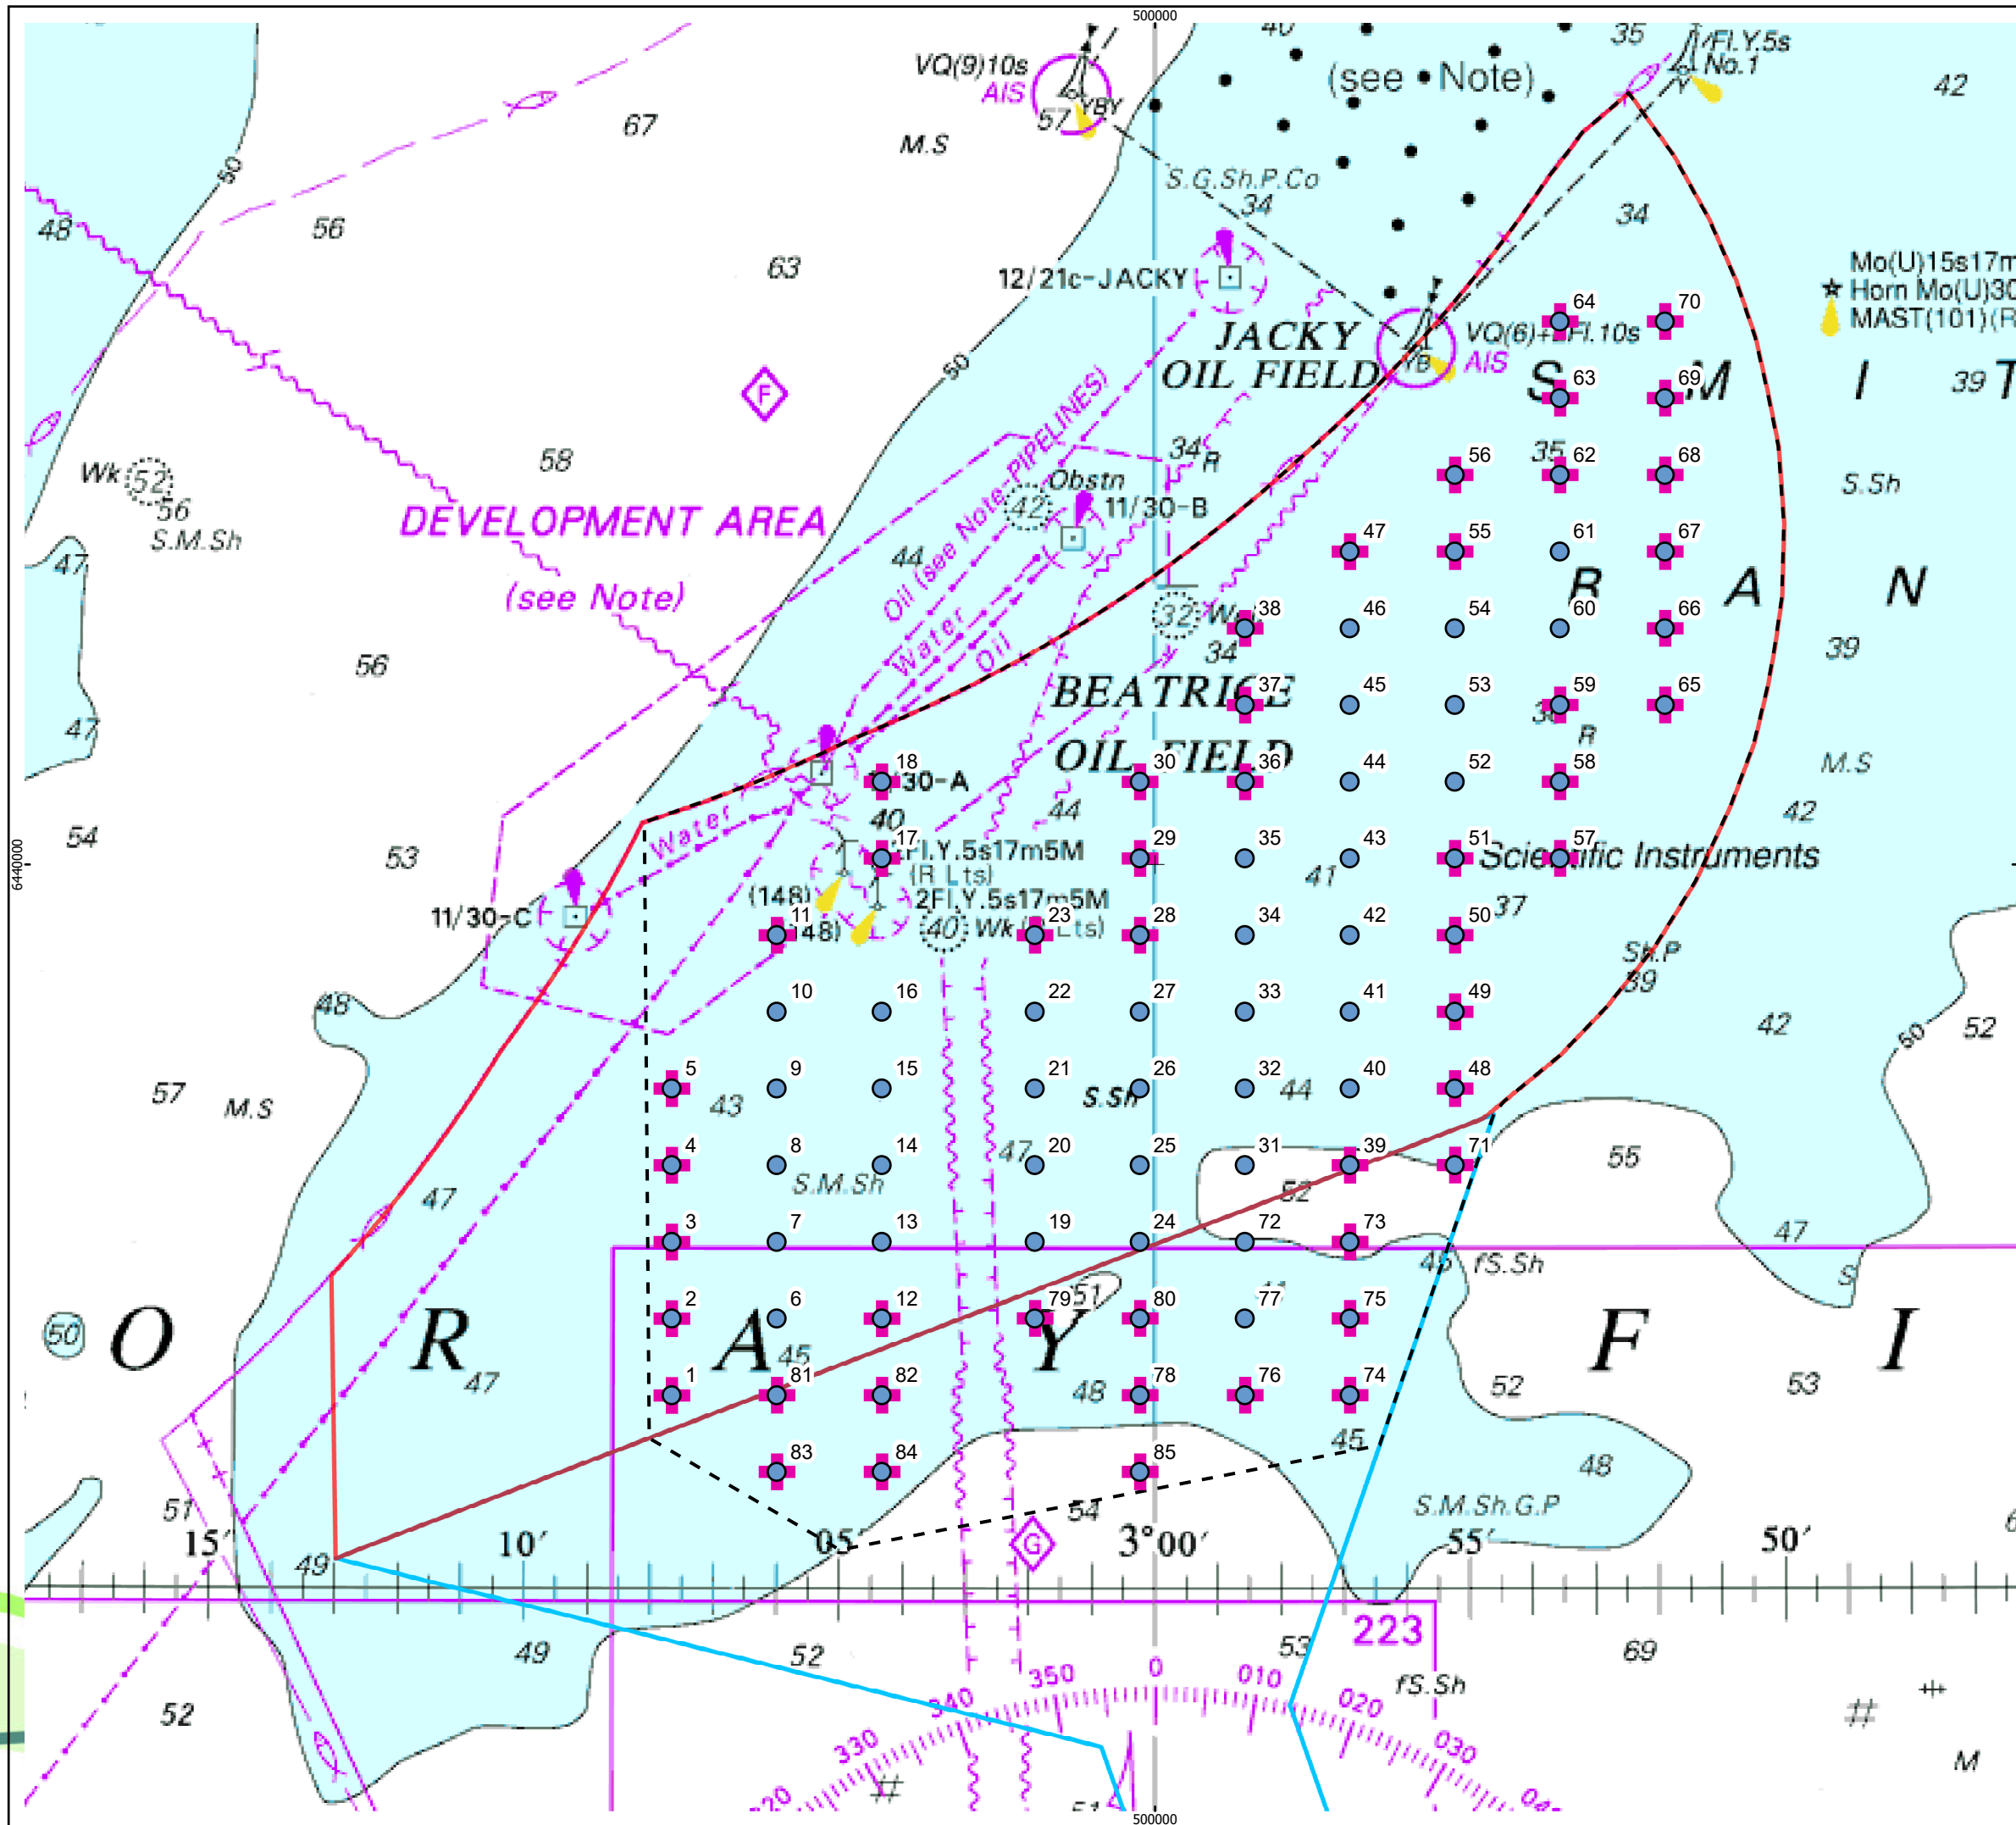 500000
40
35
Fl.Y.5s
No.1
VQ(9)10s
AIS
YBY
57
(see Note)
42
67
M.S
S.G.Sh.P.Co
34
34
50
48
56
63
12/21c-JACKY
Mo(U)15s17m
Horn Mo(U)30
MAST(101)(R
64
70
JACKY
OIL FIELD
VQ(6)+
Fl.10s
YB
AIS
50
F
S M I T
39
63
69
58
Wk 52
56
S.M.Sh
34
R
Obstn
42
11/30-B
Oil (see Note-PIPELINES)
35
56
62
68
S.Sh
DEVELOPMENT AREA
(see Note)
47
44
47
55
61
67
R A N
Water
Oil
32
38
46
54
60
66
34
39
56
BEATRICE
OIL FIELD
37
45
53
59
65
R
M.S
47
18
30-A
30
36
44
52
58
42
54
53
40
44
Water
6440000
17
Fl.Y.5s17m5M
(R Lts)
29
35
43
51
57
Scientific Instruments
41
(148)
2Fl.Y.5s17m5M
11/30-C
11
48)
40 Wk
Lts)
23
28
34
42
50
37
Sh.P
39
48
10
16
22
27
33
41
49
42
50
52
57
M.S
5
9
15
21
26
32
40
48
43
S.Sh
44
4
8
14
20
25
31
39
71
47
S.M.Sh
47
52
55
3
7
13
19
24
72
73
47
fS.Sh
S
50
O R A Y F I
2
6
12
79
80
77
75
51
47
45
1
81
82
78
76
74
48
52
53
45
83
84
85
48
51
54
S.M.Sh.G.P
15′
10′
05′
3°00′
55′
50′
49
G
49
52
53
223
69
fS.Sh
52
350
0
010
340
020
330
030
M
500000